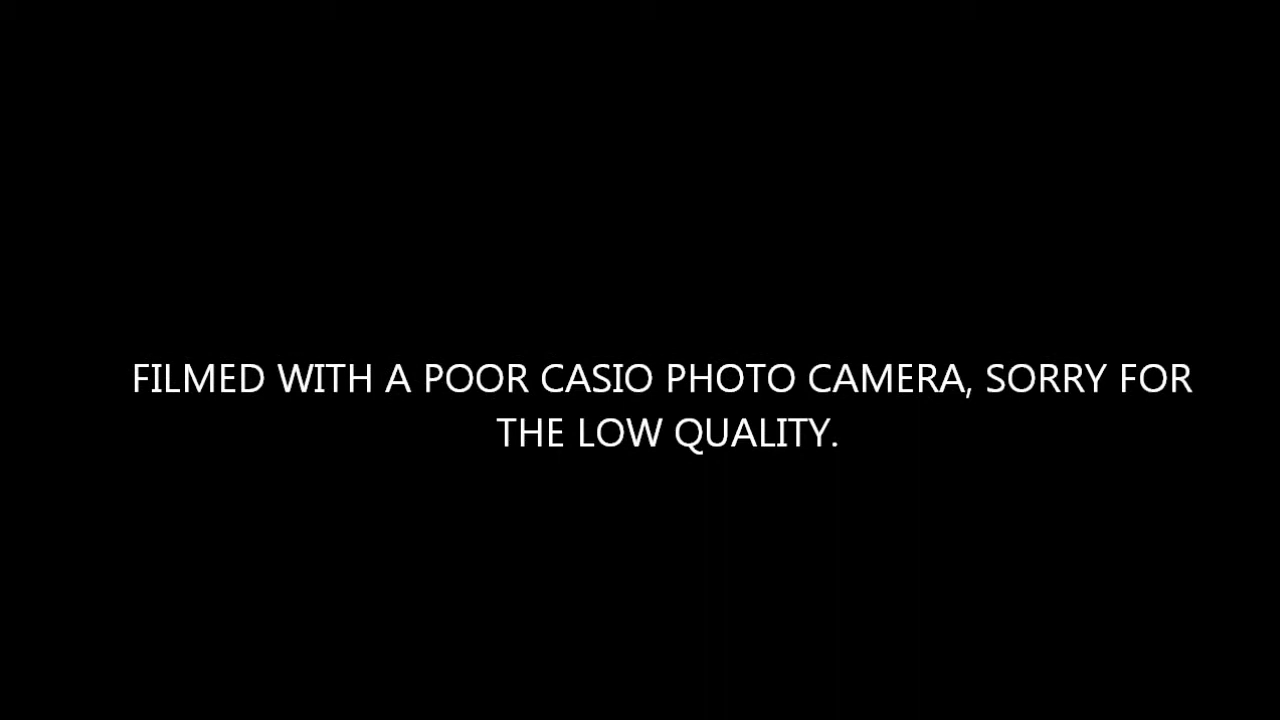 FILMED WITH A POOR CASIO PHOTO CAMERA, SORRY FOR
THE LOW QUALITY.